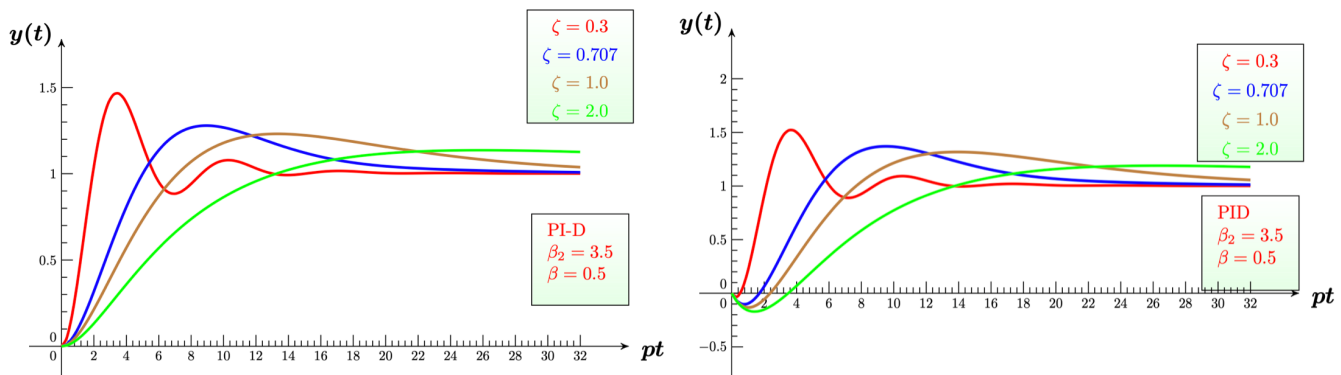 y(t)
ζ = 0.3
ζ = 0.707
ζ = 1.0
ζ = 2.0
1.5
1
0.5
0
PI-D
β₂ = 3.5
β = 0.5
0 2 4 6 8 10 12 14 16 18 20 22 24 26 28 30 32
pt
y(t)
ζ = 0.3
ζ = 0.707
ζ = 1.0
ζ = 2.0
2
1.5
1
0.5
0
−0.5
PID
β₂ = 3.5
β = 0.5
0 2 4 6 8 10 12 14 16 18 20 22 24 26 28 30 32
pt